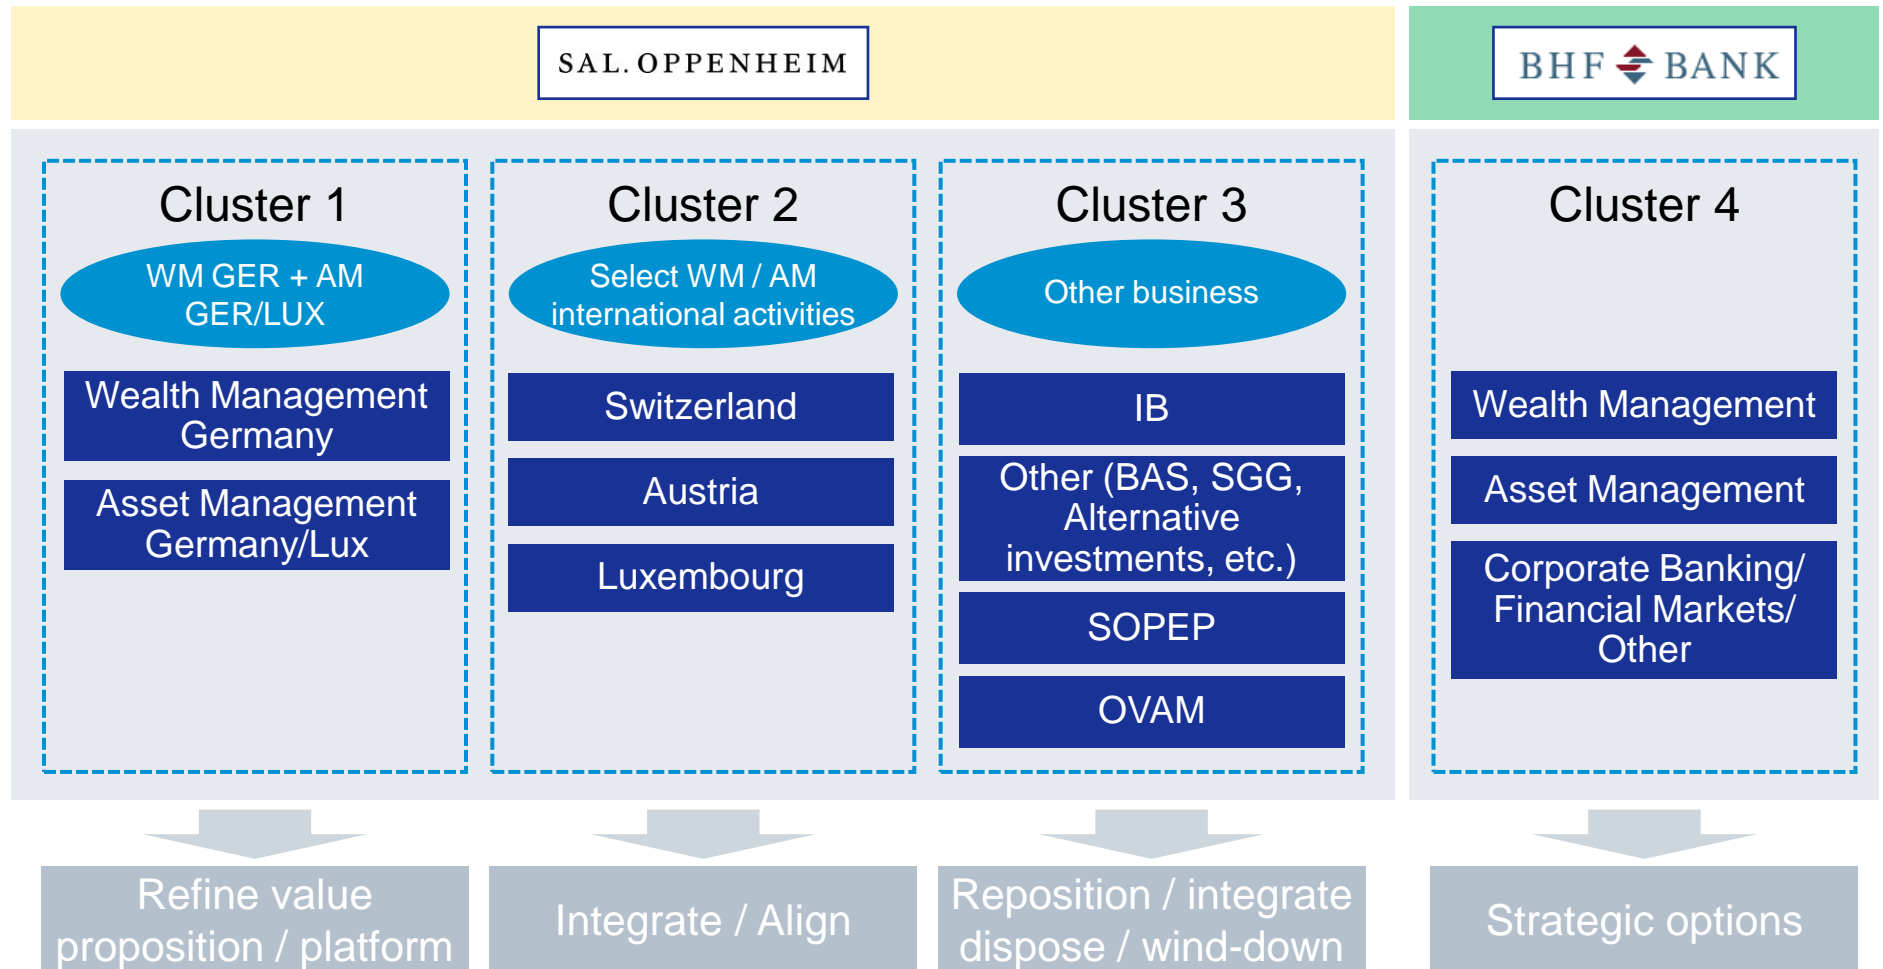 SAL. OPPENHEIM
BHF BANK
Cluster 1
WM GER + AM
GER/LUX
Wealth Management
Germany
Asset Management
Germany/Lux
Refine value
proposition / platform
Cluster 2
Select WM / AM
international activities
Switzerland
Austria
Luxembourg
Integrate / Align
Cluster 3
Other business
IB
Other (BAS, SGG,
Alternative
investments, etc.)
SOPEP
OVAM
Reposition / integrate
dispose / wind-down
Cluster 4
Wealth Management
Asset Management
Corporate Banking/
Financial Markets/
Other
Strategic options